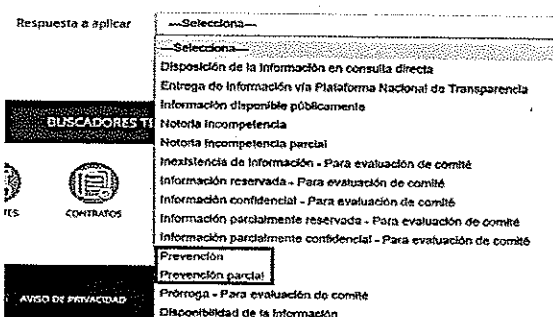 Respuesta a aplicar
---Selecciona---
---Selecciona---
Disposición de la Información en consulta directa
Entrega de Información vía Plataforma Nacional de Transparencia
Información disponible públicamente
Notoria Incompetencia
Notoria Incompetencia parcial
Inexistencia de Información - Para evaluación de comité
Información reservada - Para evaluación de comité
Información confidencial - Para evaluación de comité
Información parcialmente reservada - Para evaluación de comité
Información parcialmente confidencial - Para evaluación de comité
Prevención
Prevención parcial
Prórroga - Para evaluación de comité
Disponibilidad de la Información
BUSCADORES TE
TES
CONTRATOS
AVISO DE PRIVACIDAD